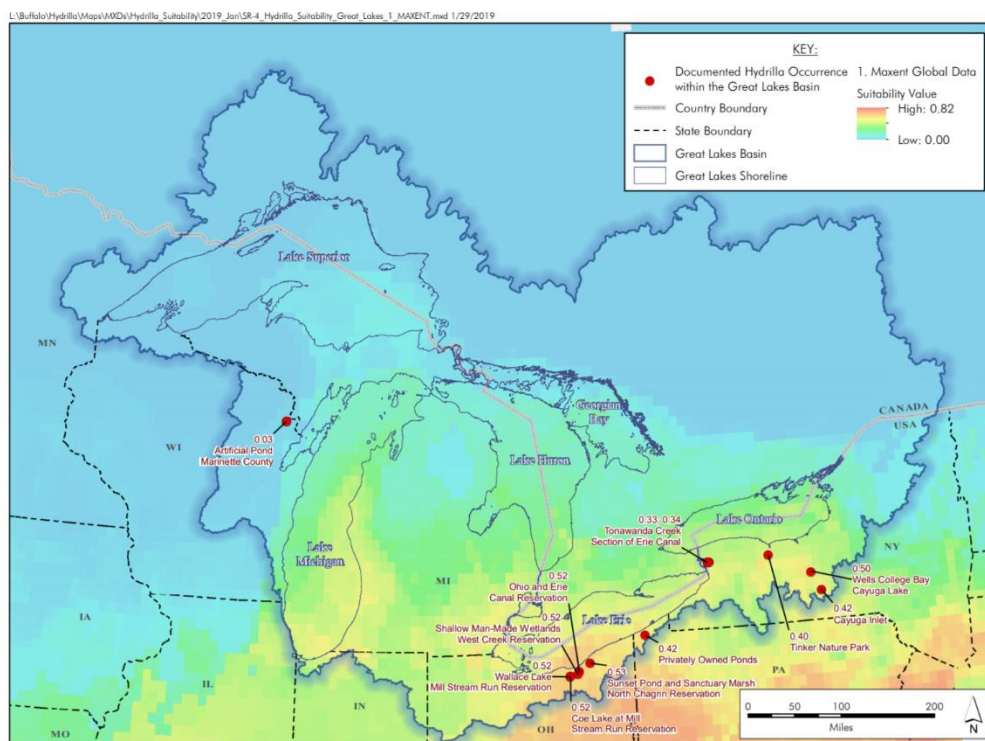 L:\Buffalo\Hydrilla\Maps\MXDs\Hydrilla_Suitability\2019_Jan\SR-4_Hydrilla_Suitability_Great_Lakes_1_MAXENT.mxd 1/29/2019
KEY:
Documented Hydrilla Occurrence
within the Great Lakes Basin
Country Boundary
State Boundary
Great Lakes Basin
Great Lakes Shoreline
1. Maxent Global Data
Suitability Value
High: 0.82
Low: 0.00
Lake Superior
MN
Georgian
Bay
CANADA
USA
0.03
Artificial Pond
Marinette County
WI
Lake Huron
Lake Ontario
0.33, 0.34
Tonawanda Creek
Section of Erie Canal
NY
Lake
Michigan
MI
0.50
Wells College Bay
Cayuga Lake
0.52
Ohio and Erie
Canal Reservation
0.42
Cayuga Inlet
IA
Lake Erie
0.52
Shallow Man-Made Wetlands
West Creek Reservation
0.40
Tinker Nature Park
0.42
Privately Owned Ponds
PA
0.52
Wallace Lake
Mill Stream Run Reservation
0.53
Sunset Pond and Sanctuary Marsh
North Chagrin Reservation
IL
IN
0.52
Coe Lake at Mill
Stream Run Reservation
OH
MO
0 50 100 200
Miles
N